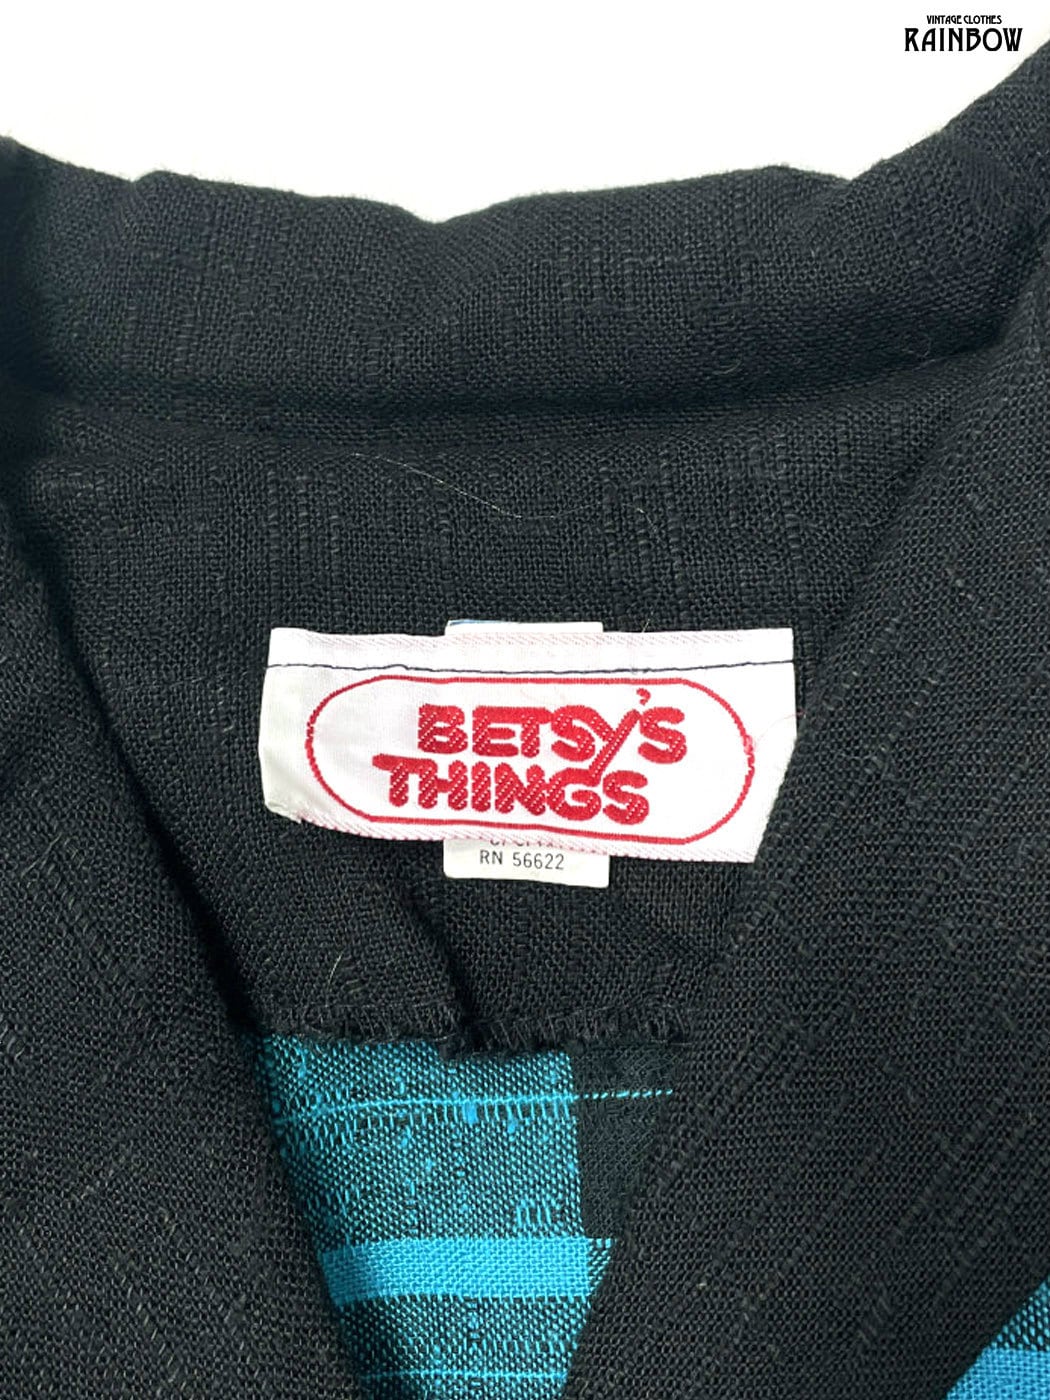 VINTAGE CLOTHES
RAINBOW
BETSY'S
THINGS
RN 56622